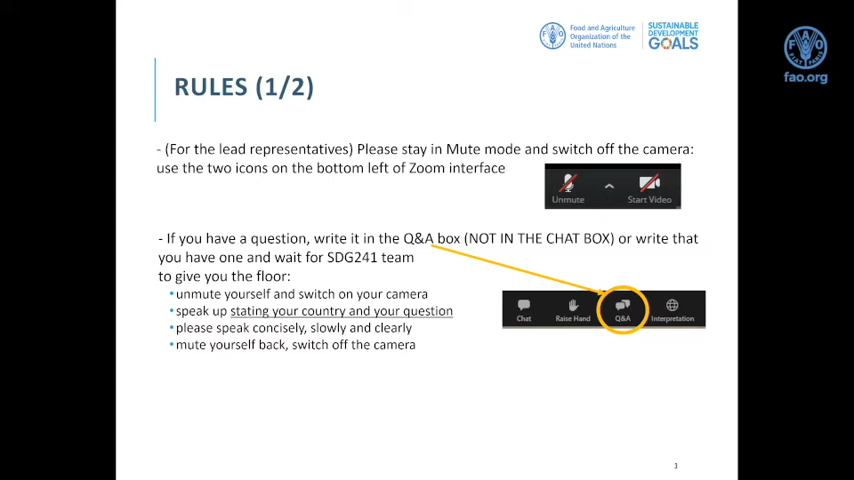 Food and Agriculture
Organization of the
United Nations
SUSTAINABLE
DEVELOPMENT
GOALS
FAO
FIAT PANIS
fao.org
RULES (1/2)
- (For the lead representatives) Please stay in Mute mode and switch off the camera:
use the two icons on the bottom left of Zoom interface
Unmute
Start Video
- If you have a question, write it in the Q&A box (NOT IN THE CHAT BOX) or write that
you have one and wait for SDG241 team
to give you the floor:
•unmute yourself and switch on your camera
•speak up stating your country and your question
•please speak concisely, slowly and clearly
•mute yourself back, switch off the camera
Chat
Raise Hand
Q&A
Interpretation
3